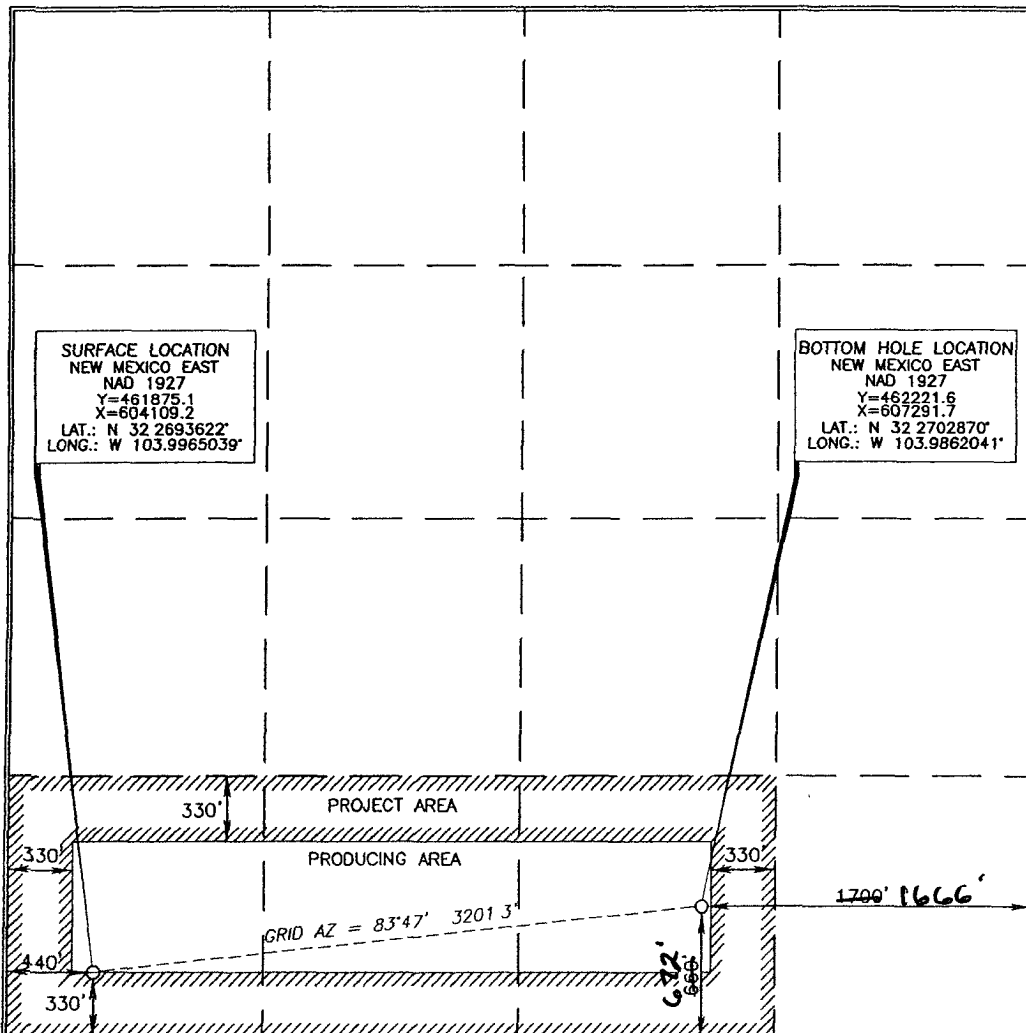 SURFACE LOCATION
NEW MEXICO EAST
NAD 1927
Y=461875.1
X=604109.2
LAT.: N 32 2693622°
LONG.: W 103.9965039°
BOTTOM HOLE LOCATION
NEW MEXICO EAST
NAD 1927
Y=462221.6
X=607291.7
LAT.: N 32 2702870°
LONG.: W 103.9862041°
330'
PROJECT AREA
330'
PRODUCING AREA
330'
1700' 1666'
GRID AZ = 83°47' 3201 3'
440'
330'
692'
660'